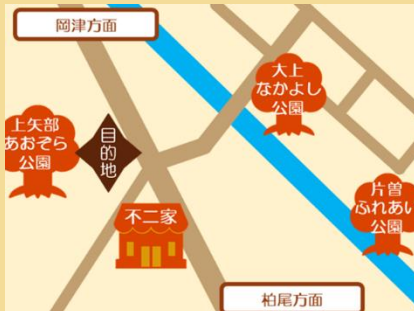 岡津方面
大上
なかよし
公園
上矢部
あおぞら
公園
目的地
片曽
ふれあい
公園
不二家
柏尾方面